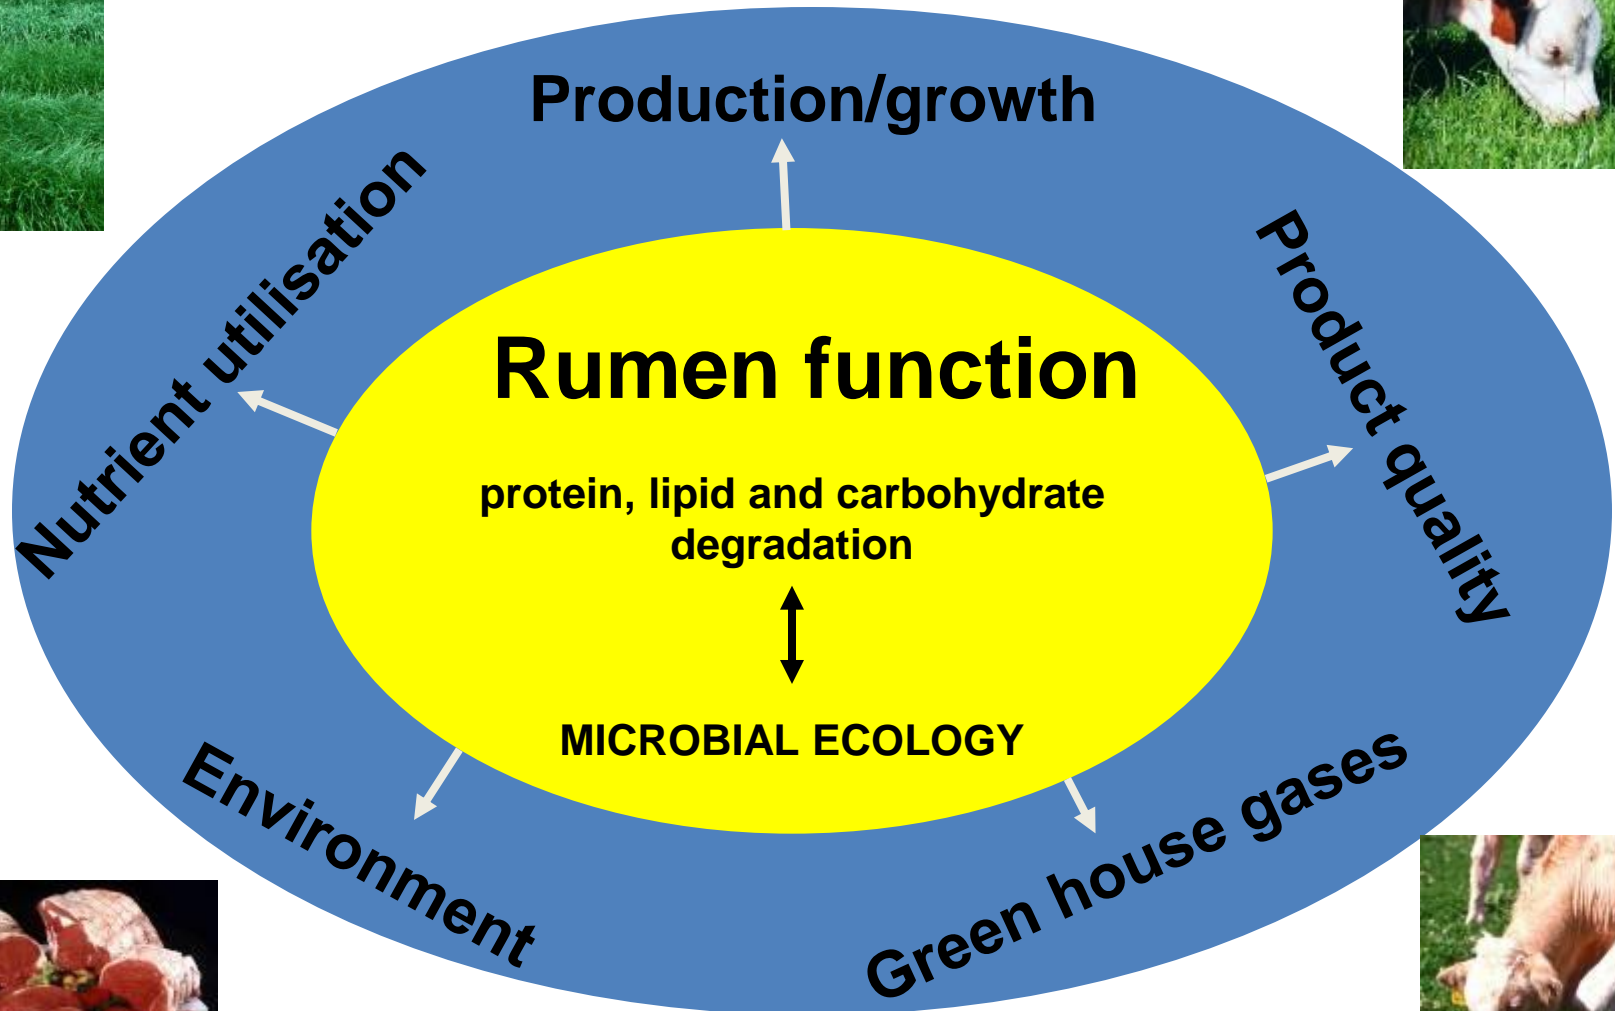 Production/growth
Nutrient utilisation
Product quality
Rumen function
protein, lipid and carbohydrate
degradation
MICROBIAL ECOLOGY
Environment
Green house gases